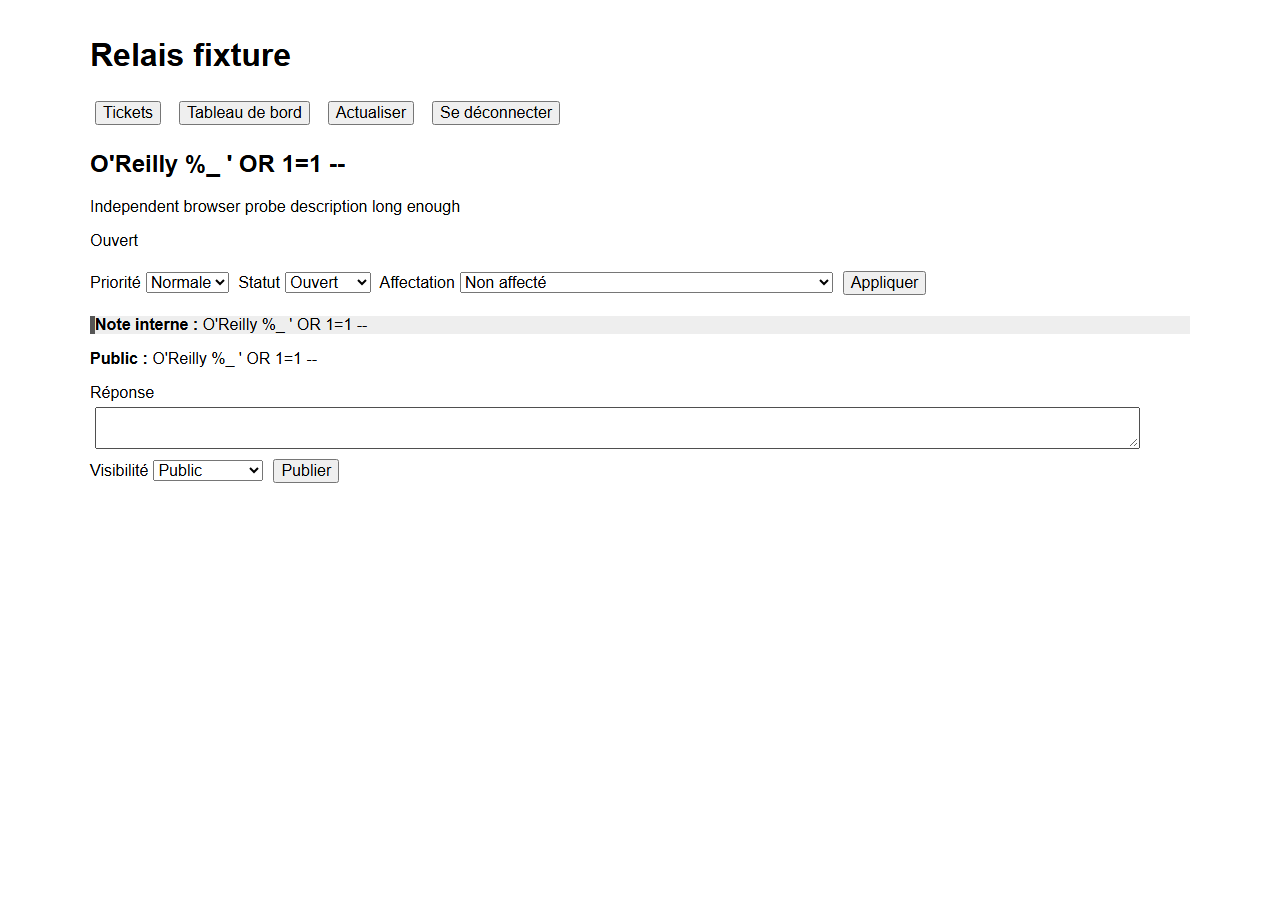 Relais fixture
Tickets Tableau de bord Actualiser Se déconnecter
O'Reilly %_ ' OR 1=1 --
Independent browser probe description long enough
Ouvert
Priorité Normale Statut Ouvert Affectation Non affecté Appliquer
Note interne : O'Reilly %_ ' OR 1=1 --
Public : O'Reilly %_ ' OR 1=1 --
Réponse
Visibilité Public Publier